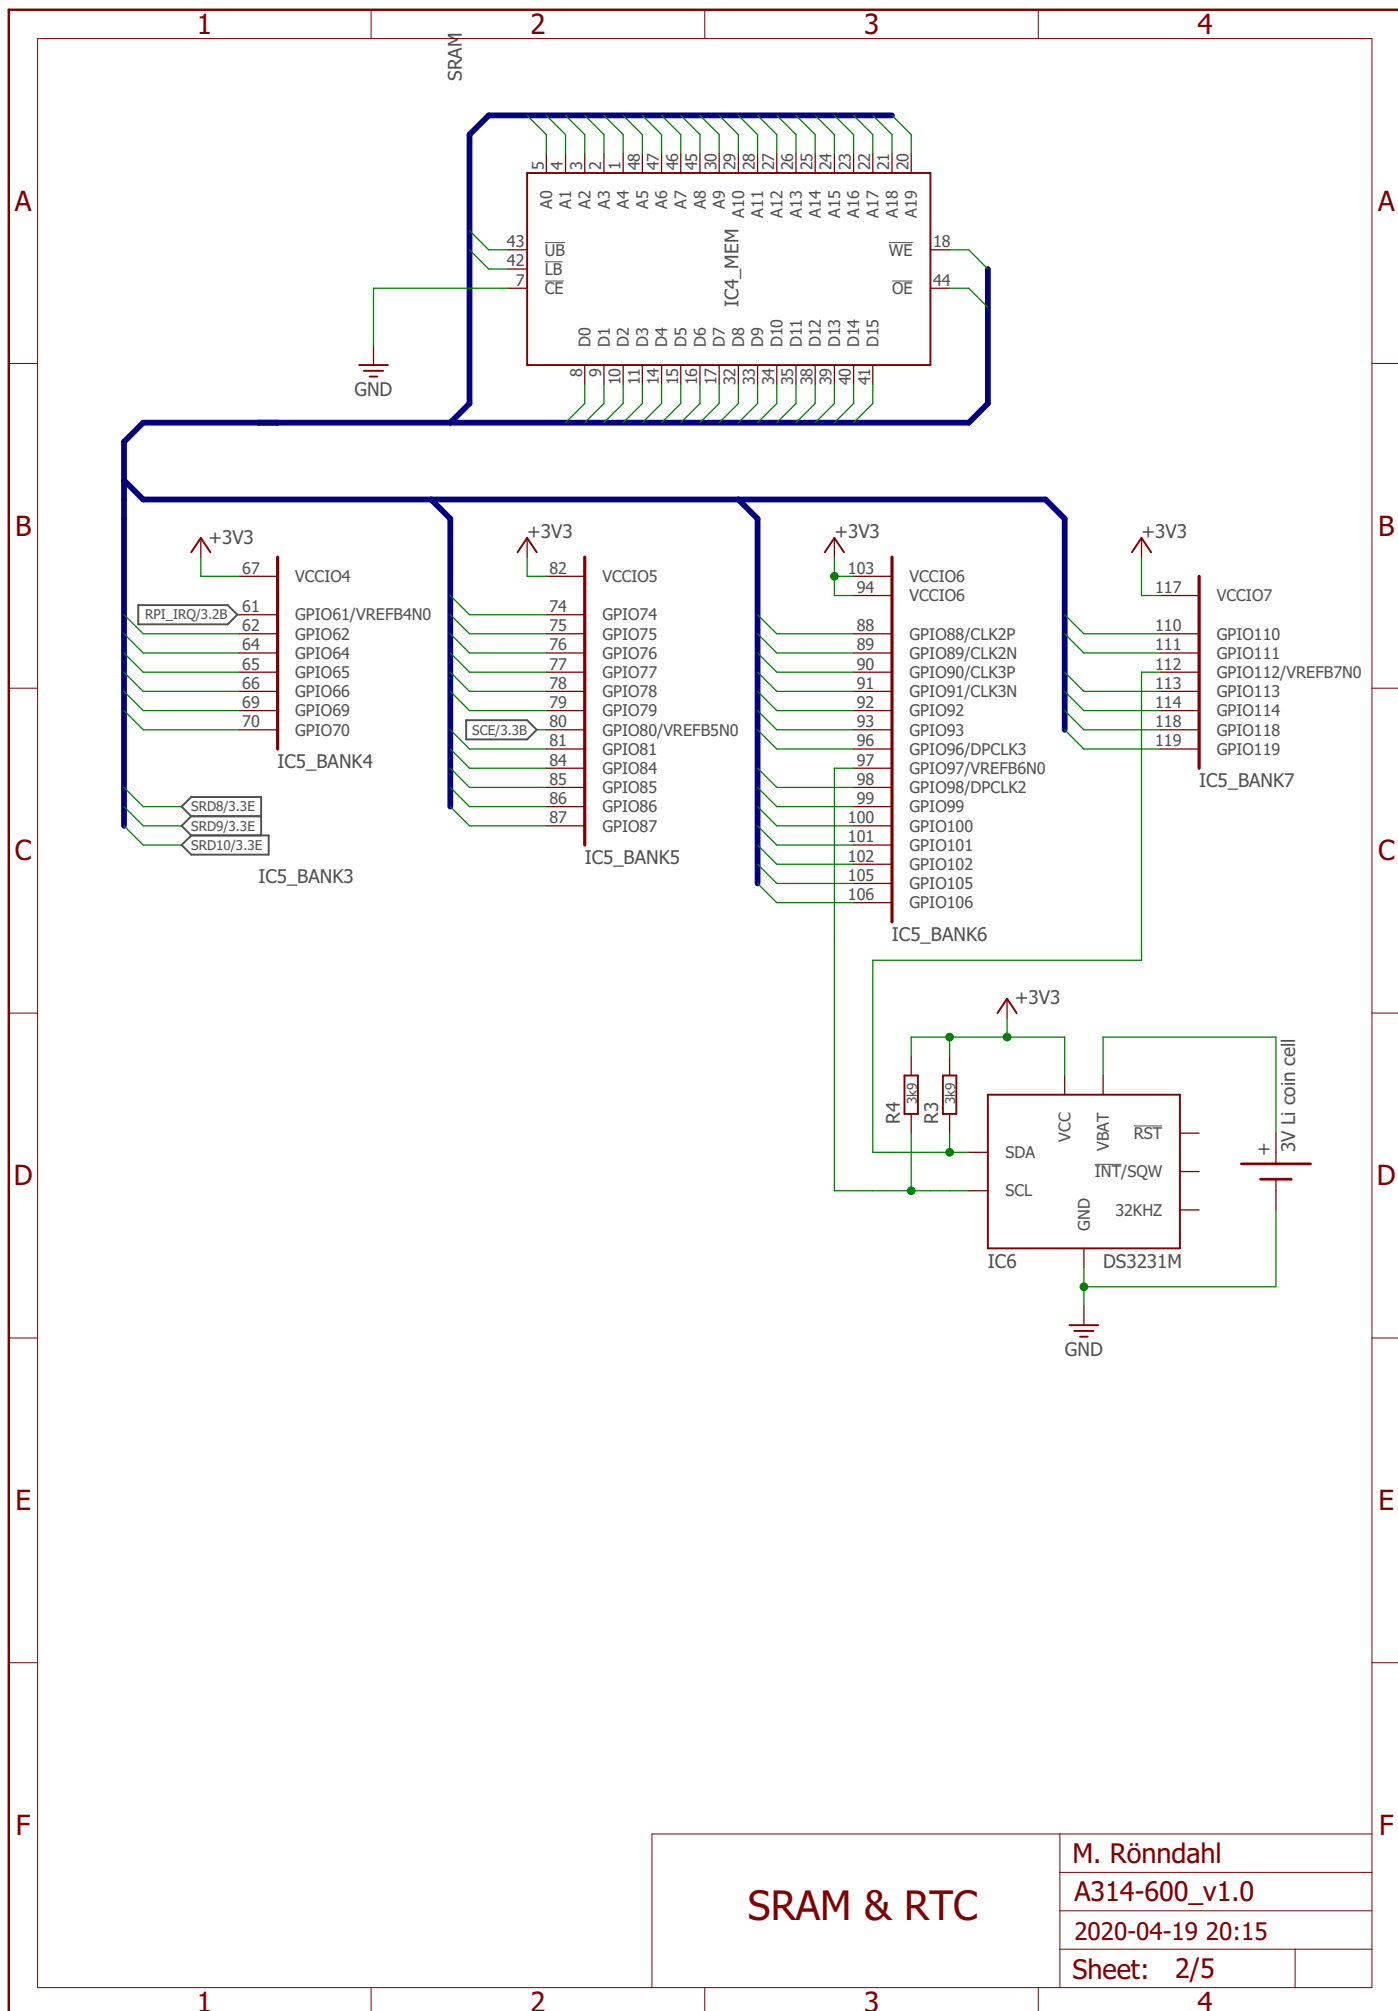 1 2 3 4
SRAM
A A
5 4 3 2 1 48 47 46 45 30 29 28 27 26 25 24 23 22 21 20
A0 A1 A2 A3 A4 A5 A6 A7 A8 A9 A10 A11 A12 A13 A14 A15 A16 A17 A18 A19
43 UB
42 LB
7 CE
IC4_MEM
WE 18
OE 44
D0 D1 D2 D3 D4 D5 D6 D7 D8 D9 D10 D11 D12 D13 D14 D15
8 9 10 11 14 15 16 17 32 33 34 35 38 39 40 41
GND
B B
+3V3
67 VCCIO4
RPI_IRQ/3.2B 61 GPIO61/VREFB4N0
62 GPIO62
64 GPIO64
65 GPIO65
66 GPIO66
69 GPIO69
70 GPIO70
IC5_BANK4
SRD8/3.3E
SRD9/3.3E
SRD10/3.3E
IC5_BANK3
+3V3
82 VCCIO5
74 GPIO74
75 GPIO75
76 GPIO76
77 GPIO77
78 GPIO78
79 GPIO79
SCE/3.3B 80 GPIO80/VREFB5N0
81 GPIO81
84 GPIO84
85 GPIO85
86 GPIO86
87 GPIO87
IC5_BANK5
+3V3
103 VCCIO6
94 VCCIO6
88 GPIO88/CLK2P
89 GPIO89/CLK2N
90 GPIO90/CLK3P
91 GPIO91/CLK3N
92 GPIO92
93 GPIO93
96 GPIO96/DPCLK3
97 GPIO97/VREFB6N0
98 GPIO98/DPCLK2
99 GPIO99
100 GPIO100
101 GPIO101
102 GPIO102
105 GPIO105
106 GPIO106
IC5_BANK6
+3V3
117 VCCIO7
110 GPIO110
111 GPIO111
112 GPIO112/VREFB7N0
113 GPIO113
114 GPIO114
118 GPIO118
119 GPIO119
IC5_BANK7
C C
+3V3
R4 3k9 R3 3k9
VCC VBAT RST
SDA
INT/SQW
SCL
32KHZ
GND
IC6 DS3231M
+ 3V Li coin cell
GND
D D
E E
F F
SRAM & RTC
M. Rönndahl
A314-600_v1.0
2020-04-19 20:15
Sheet: 2/5
1 2 3 4